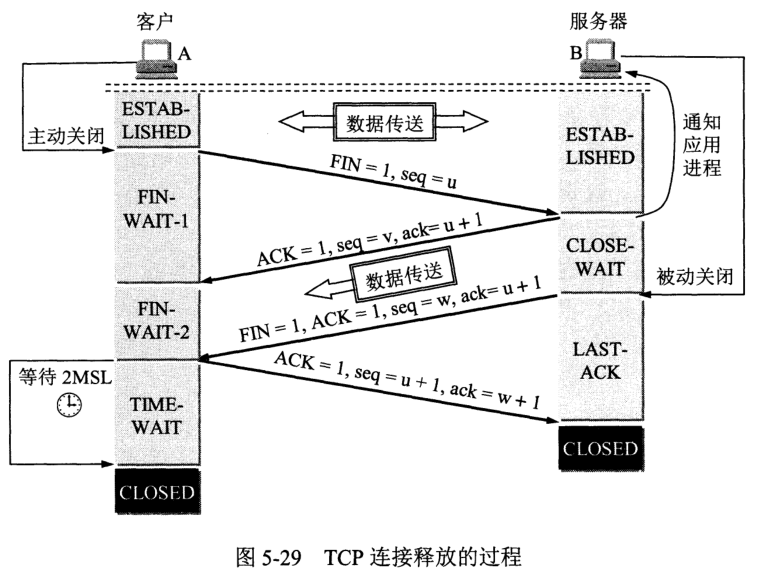 客户
服务器
A
B
ESTAB-
LISHED
数据传送
主动关闭
ESTAB-
LISHED
通知
应用
进程
FIN = 1, seq = u
FIN-
WAIT-1
ACK = 1, seq = v, ack= u + 1
CLOSE-
WAIT
数据传送
被动关闭
FIN-
WAIT-2
FIN = 1, ACK = 1, seq = w, ack= u + 1
LAST-
ACK
等待 2MSL
ACK = 1, seq = u + 1, ack = w + 1
TIME-
WAIT
CLOSED
CLOSED
图 5-29 TCP 连接释放的过程